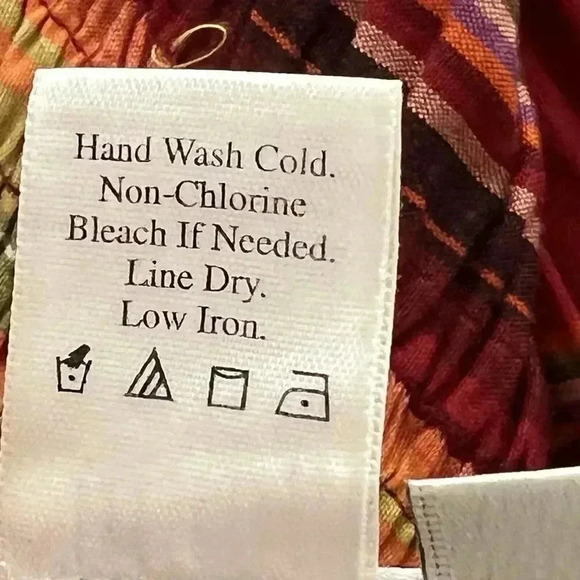 Hand Wash Cold.
Non-Chlorine
Bleach If Needed.
Line Dry.
Low Iron.